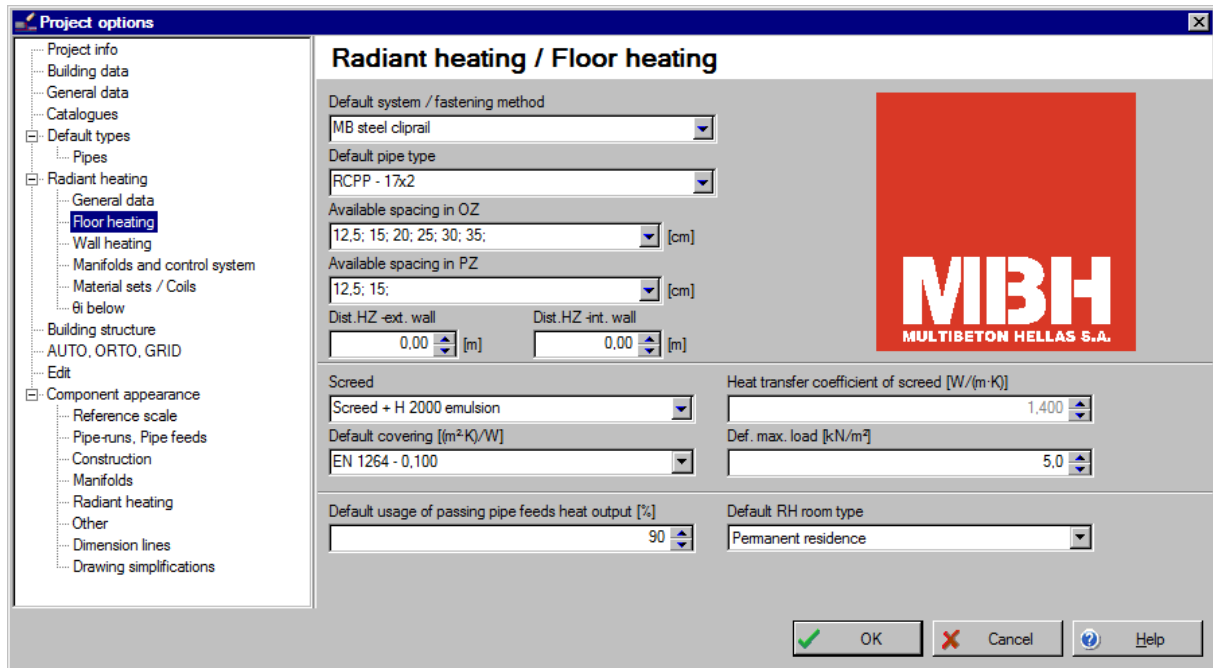 Project options
Project info
Building data
General data
Catalogues
Default types
Pipes
Radiant heating
General data
Floor heating
Wall heating
Manifolds and control system
Material sets / Coils
θi below
Building structure
AUTO, ORTO, GRID
Edit
Component appearance
Reference scale
Pipe-runs, Pipe feeds
Construction
Manifolds
Radiant heating
Other
Dimension lines
Drawing simplifications
Radiant heating / Floor heating
Default system / fastening method
MB steel cliprail
Default pipe type
RCPP - 17x2
Available spacing in OZ
12,5; 15; 20; 25; 30; 35; [cm]
Available spacing in PZ
12,5; 15; [cm]
Dist.HZ -ext. wall Dist.HZ -int. wall
0,00 [m] 0,00 [m]
MBH
MULTIBETON HELLAS S.A.
Screed Heat transfer coefficient of screed [W/(m·K)]
Screed + H 2000 emulsion 1,400
Default covering [(m²·K)/W] Def. max. load [kN/m²]
EN 1264 - 0,100 5,0
Default usage of passing pipe feeds heat output [%] Default RH room type
90 Permanent residence
OK Cancel Help